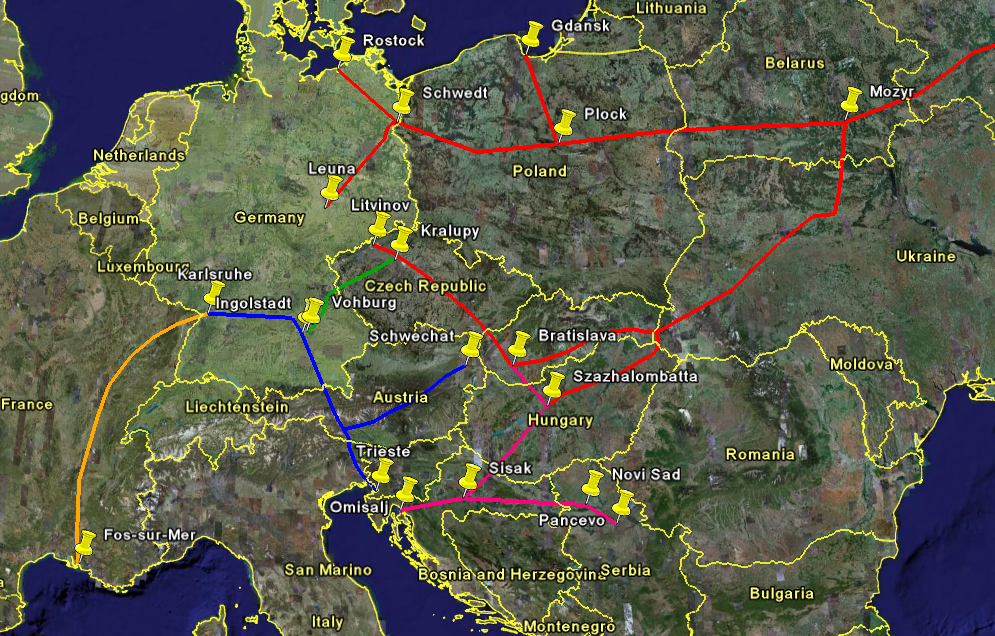 Lithuania
Gdansk
Rostock
Belarus
gdom
Schwedt
Mozyr
Plock
Netherlands
Leuna
Poland
Litvinov
Belgium
Germany
Kralupy
Ukraine
Luxembourg
Karlsruhe
Czech Republic
Ingolstadt
Vohburg
Schwechat
Bratislava
Moldova
Szazhalombatta
Austria
France
Liechtenstein
Hungary
Trieste
Romania
Sisak
Novi Sad
Omisalj
Pancevo
Fos-sur-Mer
San Marino
Bosnia and Herzegovina
Serbia
a
Bulgaria
Italy
Montenegro